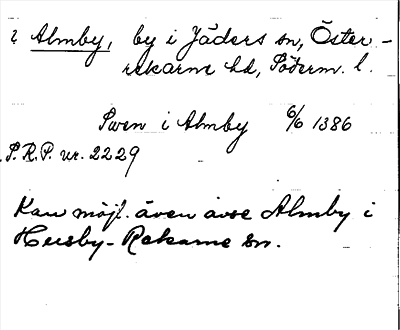 ? Almby, by i Jäders sn, Öster-
rekarne hd, Söderm. l.
Swen i Almby 6/6 1386
S.R.P. nr. 2229
Kan möjl. även avse Almby i
Husby-Rekarne sn.